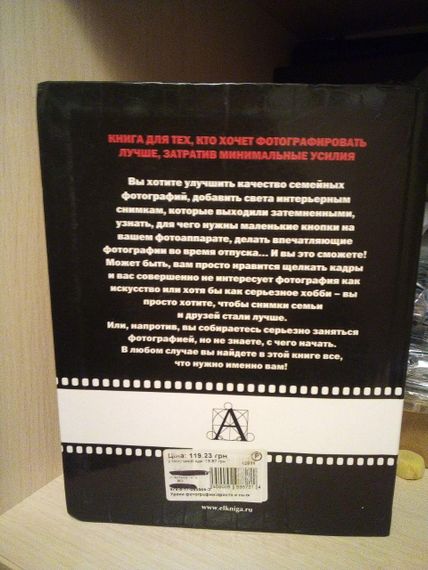 КНИГА ДЛЯ ТЕХ, КТО ХОЧЕТ ФОТОГРАФИРОВАТЬ
ЛУЧШЕ, ЗАТРАТИВ МИНИМАЛЬНЫЕ УСИЛИЯ
Вы хотите улучшить качество семейных
фотографий, добавить света интерьерным
снимкам, которые выходили затемненными,
узнать, для чего нужны маленькие кнопки на
вашем фотоаппарате, делать впечатляющие
фотографии во время отпуска... И вы это сможете!
Может быть, вам просто нравится щелкать кадры
и вас совершенно не интересует фотография как
искусство или хотя бы как серьезное хобби – вы
просто хотите, чтобы снимки семьи
и друзей стали лучше.
Или, напротив, вы собираетесь серьезно заняться
фотографией, но не знаете, с чего начать.
В любом случае вы найдете в этой книге все,
что нужно именно вам!
А
Цiна: 119.23 грн
www.elkniga.ru